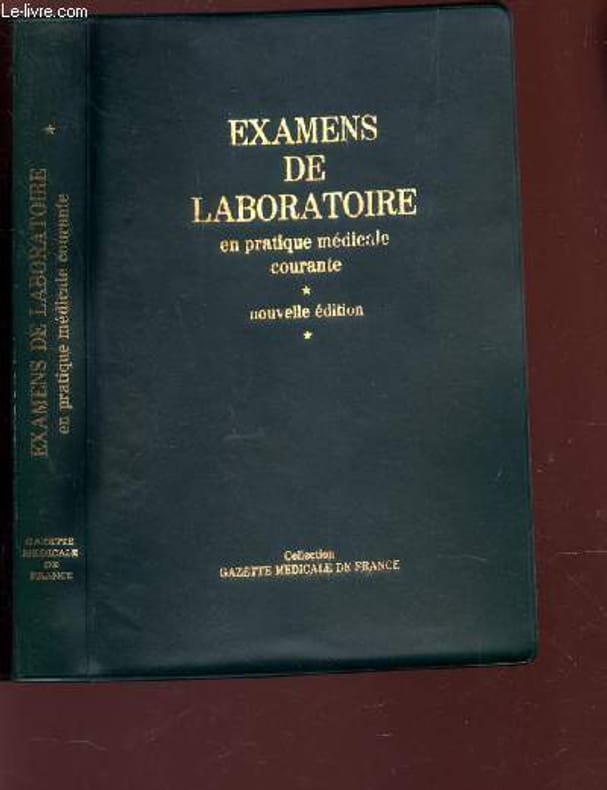 Le-livre.com
EXAMENS
DE
LABORATOIRE
en pratique médicale
courante
★
nouvelle édition
★
Collection
GAZETTE MEDICALE DE FRANCE
★
EXAMENS DE LABORATOIRE
en pratique médicale courante
GAZETTE
MEDICALE
DE
FRANCE